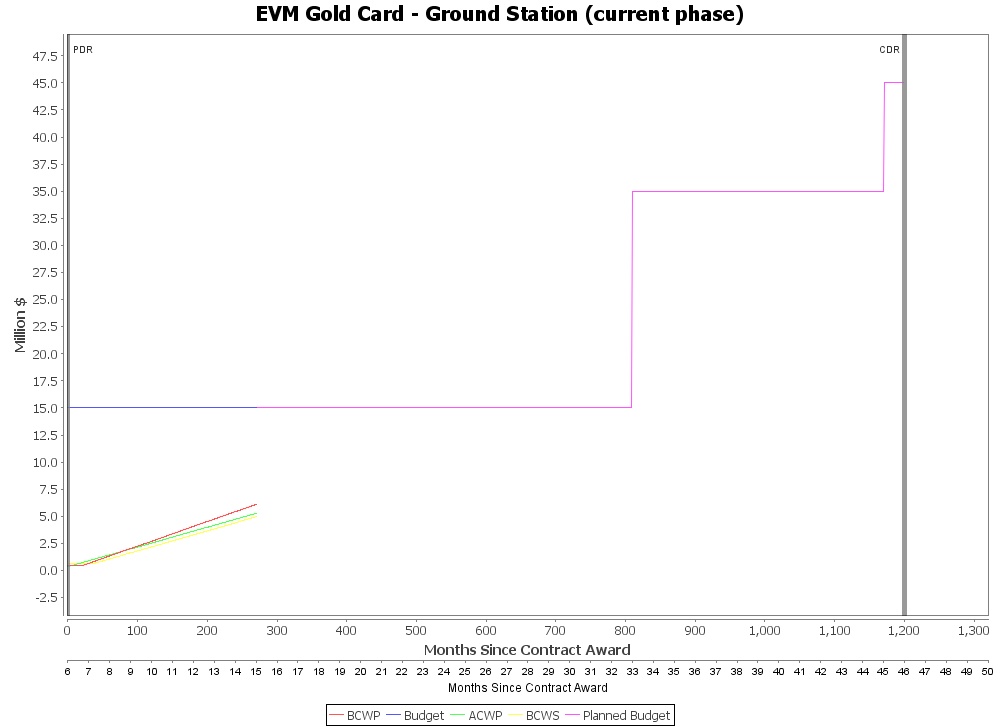 EVM Gold Card - Ground Station (current phase)
PDR
CDR
47.5
45.0
42.5
40.0
37.5
35.0
32.5
30.0
27.5
25.0
22.5
20.0
17.5
15.0
12.5
10.0
7.5
5.0
2.5
0.0
-2.5
Million $
0 100 200 300 400 500 600 700 800 900 1,000 1,100 1,200 1,300
Months Since Contract Award
6 7 8 9 10 11 12 13 14 15 16 17 18 19 20 21 22 23 24 25 26 27 28 29 30 31 32 33 34 35 36 37 38 39 40 41 42 43 44 45 46 47 48 49 50
Months Since Contract Award
BCWP Budget ACWP BCWS Planned Budget